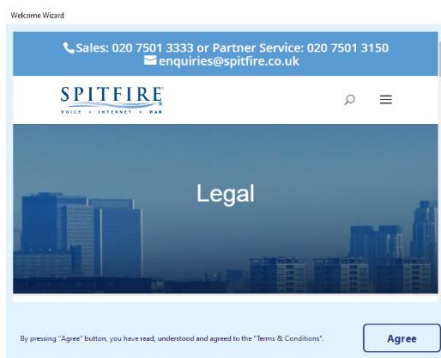 Welcome Wizard
Sales: 020 7501 3333 or Partner Service: 020 7501 3150
enquiries@spitfire.co.uk
SPITFIRE
VOICE • INTERNET • WAN
Legal
By pressing "Agree" button, you have read, understood and agreed to the "Terms & Conditions".
Agree